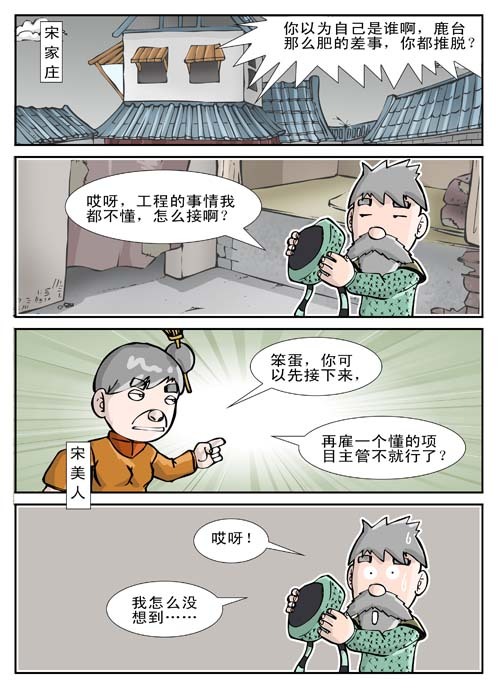 宋家庄
你以为自己是谁啊，鹿台
那么肥的差事，你都推脱？
哎呀，工程的事情我
都不懂，怎么接啊？
笨蛋，你可
以先接下来，
再雇一个懂的项
目主管不就行了？
宋美人
哎呀！
我怎么没
想到……